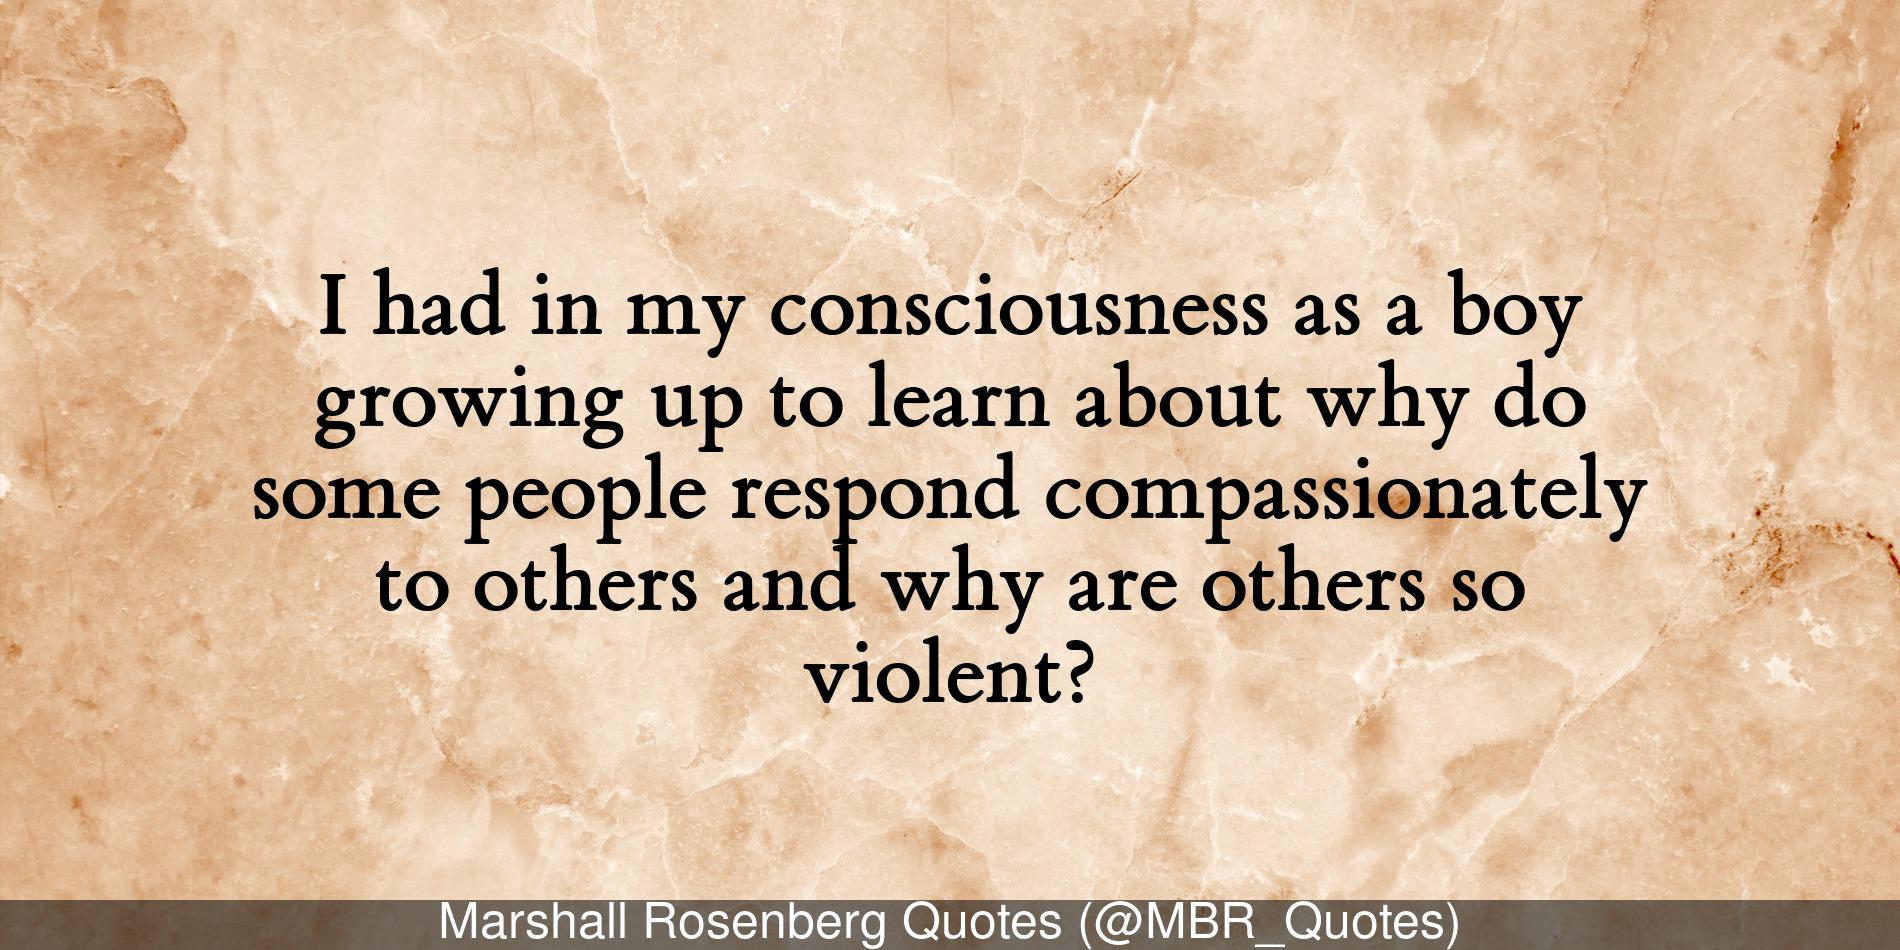 I had in my consciousness as a boy
growing up to learn about why do
some people respond compassionately
to others and why are others so
violent?
Marshall Rosenberg Quotes (@MBR_Quotes)